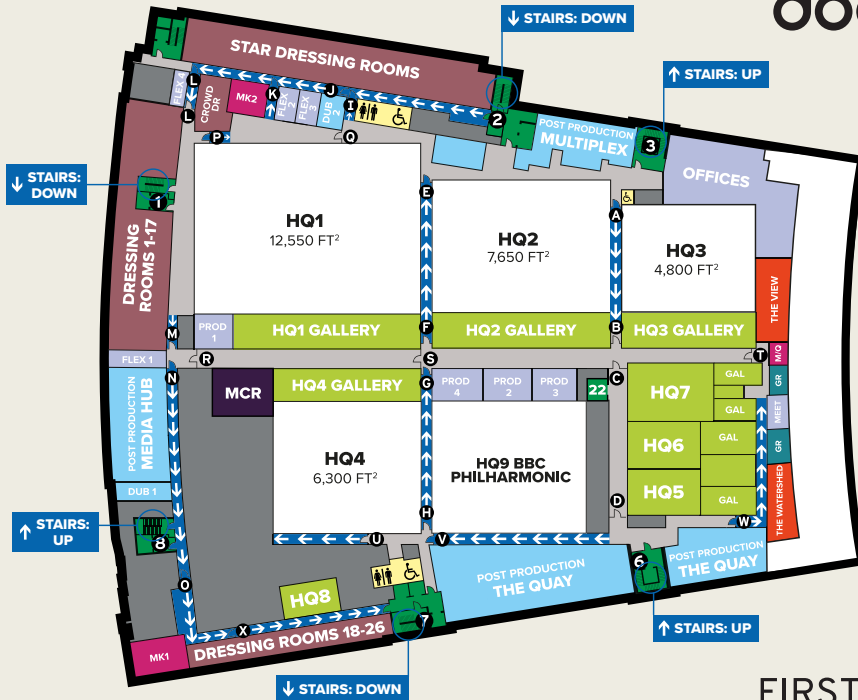 doc
↓ STAIRS: DOWN
STAR DRESSING ROOMS
↑ STAIRS: UP
FLEX 4
L
CROWD DR
MK2
K
FLEX 2
FLEX 3
J
DUB 2
I
2
POST PRODUCTION
MULTIPLEX
3
L
P
Q
OFFICES
↓ STAIRS:
DOWN
1
E
A
HQ1
12,550 FT²
HQ2
7,650 FT²
HQ3
4,800 FT²
DRESSING
ROOMS 1-17
THE VIEW
M
PROD
1
HQ1 GALLERY
F
HQ2 GALLERY
B
HQ3 GALLERY
FLEX 1
R
S
T
M/Q
N
MCR
HQ4 GALLERY
G
PROD
4
PROD
2
PROD
3
22
C
HQ7
GAL
GR
GAL
MEET
POST PRODUCTION
MEDIA HUB
HQ4
6,300 FT²
HQ9 BBC
PHILHARMONIC
HQ6
GAL
GR
DUB 1
HQ5
GAL
THE WATERSHED
H
D
W
↑ STAIRS:
UP
8
U
V
O
HQ8
POST PRODUCTION
THE QUAY
6
POST PRODUCTION
THE QUAY
X
7
MK1
DRESSING ROOMS 18-26
↑ STAIRS: UP
↓ STAIRS: DOWN
FIRST